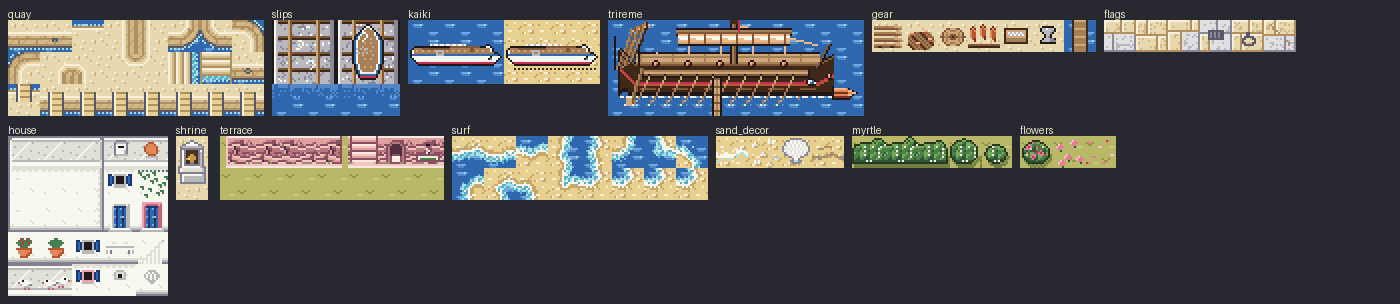 quay slips kaiki trireme gear flags
house shrine terrace surf sand_decor myrtle flowers